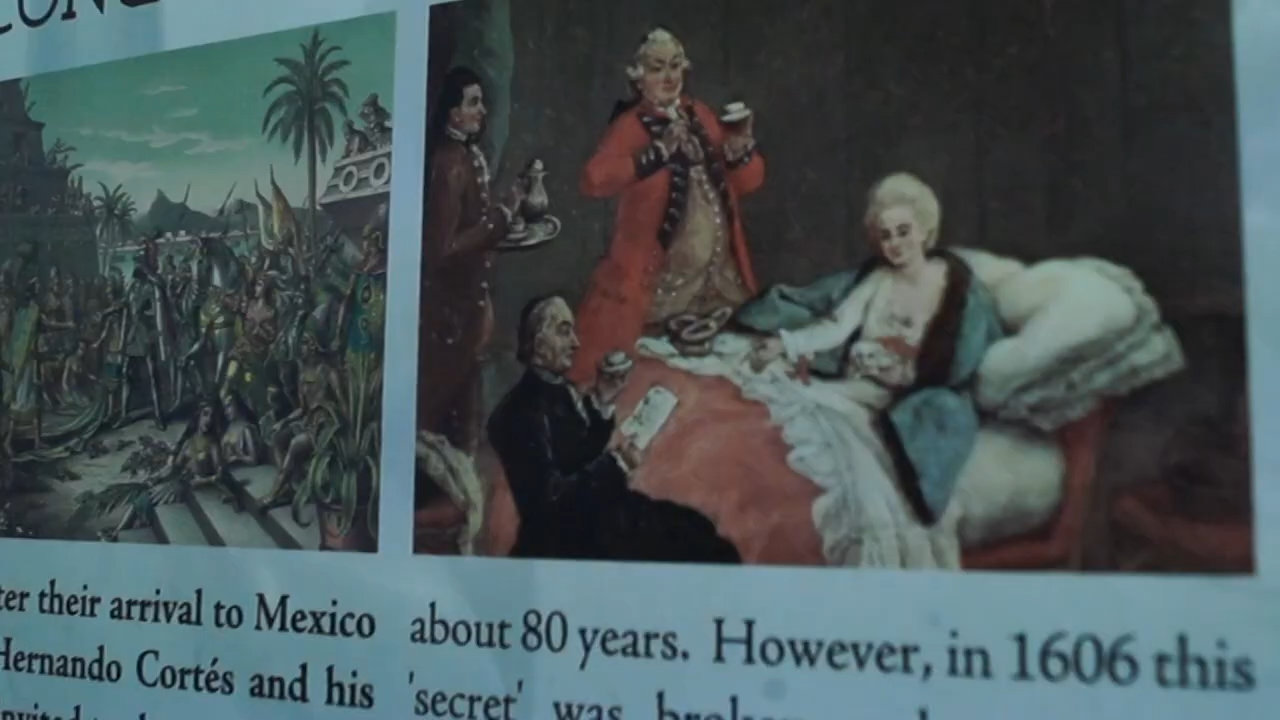 ter their arrival to Mexico
Hernando Cortés and his
about 80 years. However, in 1606 this
'secret' was